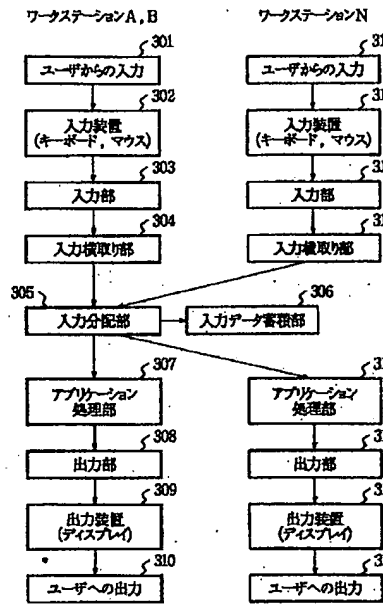 ワークステーションA, B
ワークステーションN
301
ユーザからの入力
302
入力装置
(キーボード, マウス)
303
入力部
304
入力横取り部
305
入力分配部
306
入力データ蓄積部
307
アプリケーション
処理部
308
出力部
309
出力装置
(ディスプレイ)
310
ユーザへの出力
31
ユーザからの入力
31
入力装置
(キーボード, マウス)
31
入力部
31
入力横取り部
31
アプリケーション
処理部
31
出力部
31
出力装置
(ディスプレイ)
31
ユーザへの出力